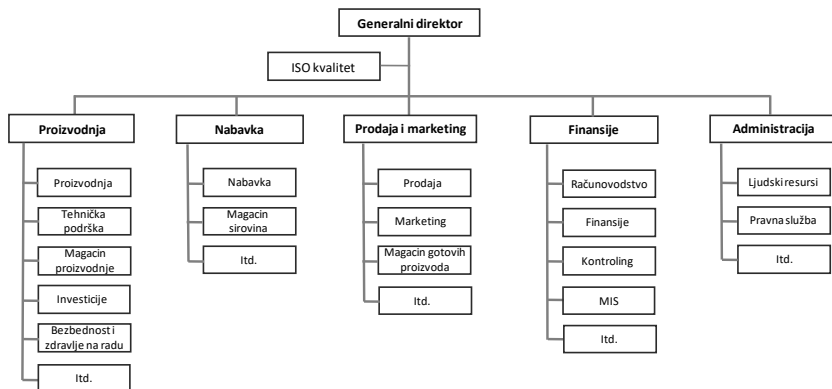 Generalni direktor
ISO kvalitet
Proizvodnja
Nabavka
Prodaja i marketing
Finansije
Administracija
Proizvodnja
Tehnička
podrška
Magacin
proizvodnje
Investicije
Bezbednost i
zdravlje na radu
Itd.
Nabavka
Magacin
sirovina
Itd.
Prodaja
Marketing
Magacin gotovih
proizvoda
Itd.
Računovodstvo
Finansije
Kontroling
MIS
Itd.
Ljudski resursi
Pravna služba
Itd.